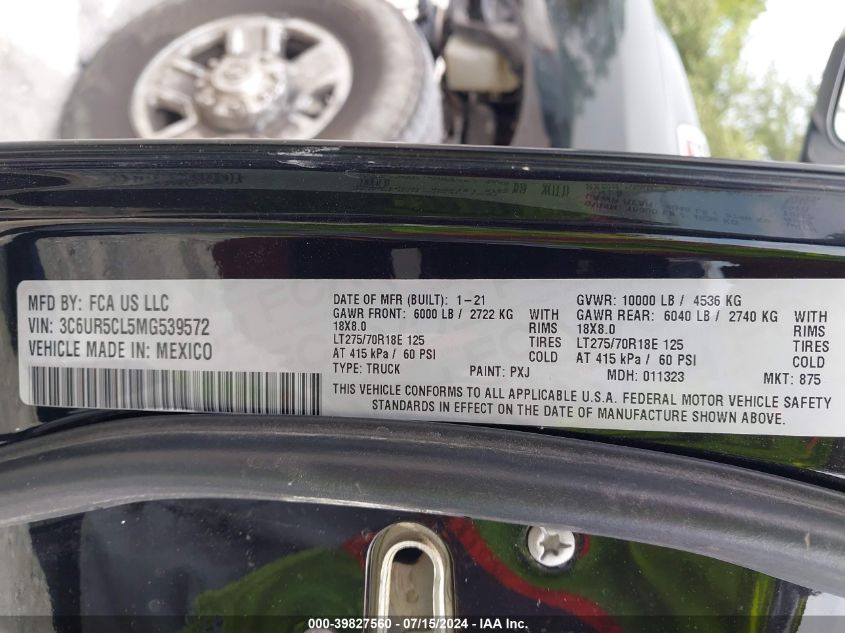 MFD BY: FCA US LLC
VIN: 3C6UR5CL5MG539572
VEHICLE MADE IN: MEXICO
DATE OF MFR (BUILT): 1-21 GVWR: 10000 LB / 4536 KG
GAWR FRONT: 6000 LB / 2722 KG WITH GAWR REAR: 6040 LB / 2740 KG WITH
18X8.0 RIMS 18X8.0 RIMS
LT275/70R18E 125 TIRES LT275/70R18E 125 TIRES
AT 415 kPa / 60 PSI COLD AT 415 kPa / 60 PSI COLD
TYPE: TRUCK PAINT: PXJ MDH: 011323 MKT: 875
THIS VEHICLE CONFORMS TO ALL APPLICABLE U.S.A. FEDERAL MOTOR VEHICLE SAFETY
STANDARDS IN EFFECT ON THE DATE OF MANUFACTURE SHOWN ABOVE.
000-39827560 - 07/15/2024 - IAA Inc.